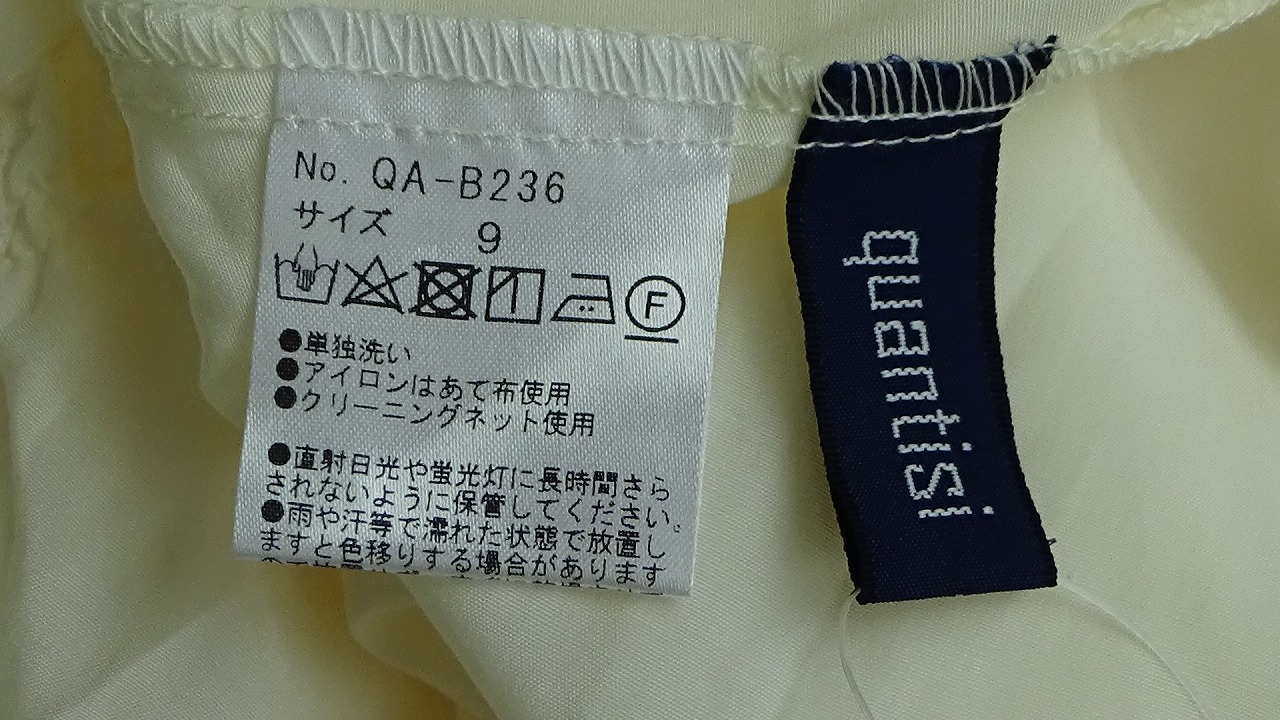 No. QA-B236
サイズ 9
F
●単独洗い
●アイロンはあて布使用
●クリーニングネット使用
●直射日光や蛍光灯に長時間さら
されないように保管してください。
●雨や汗等で濡れた状態で放置し
ますと色移りする場合があります
quantisi